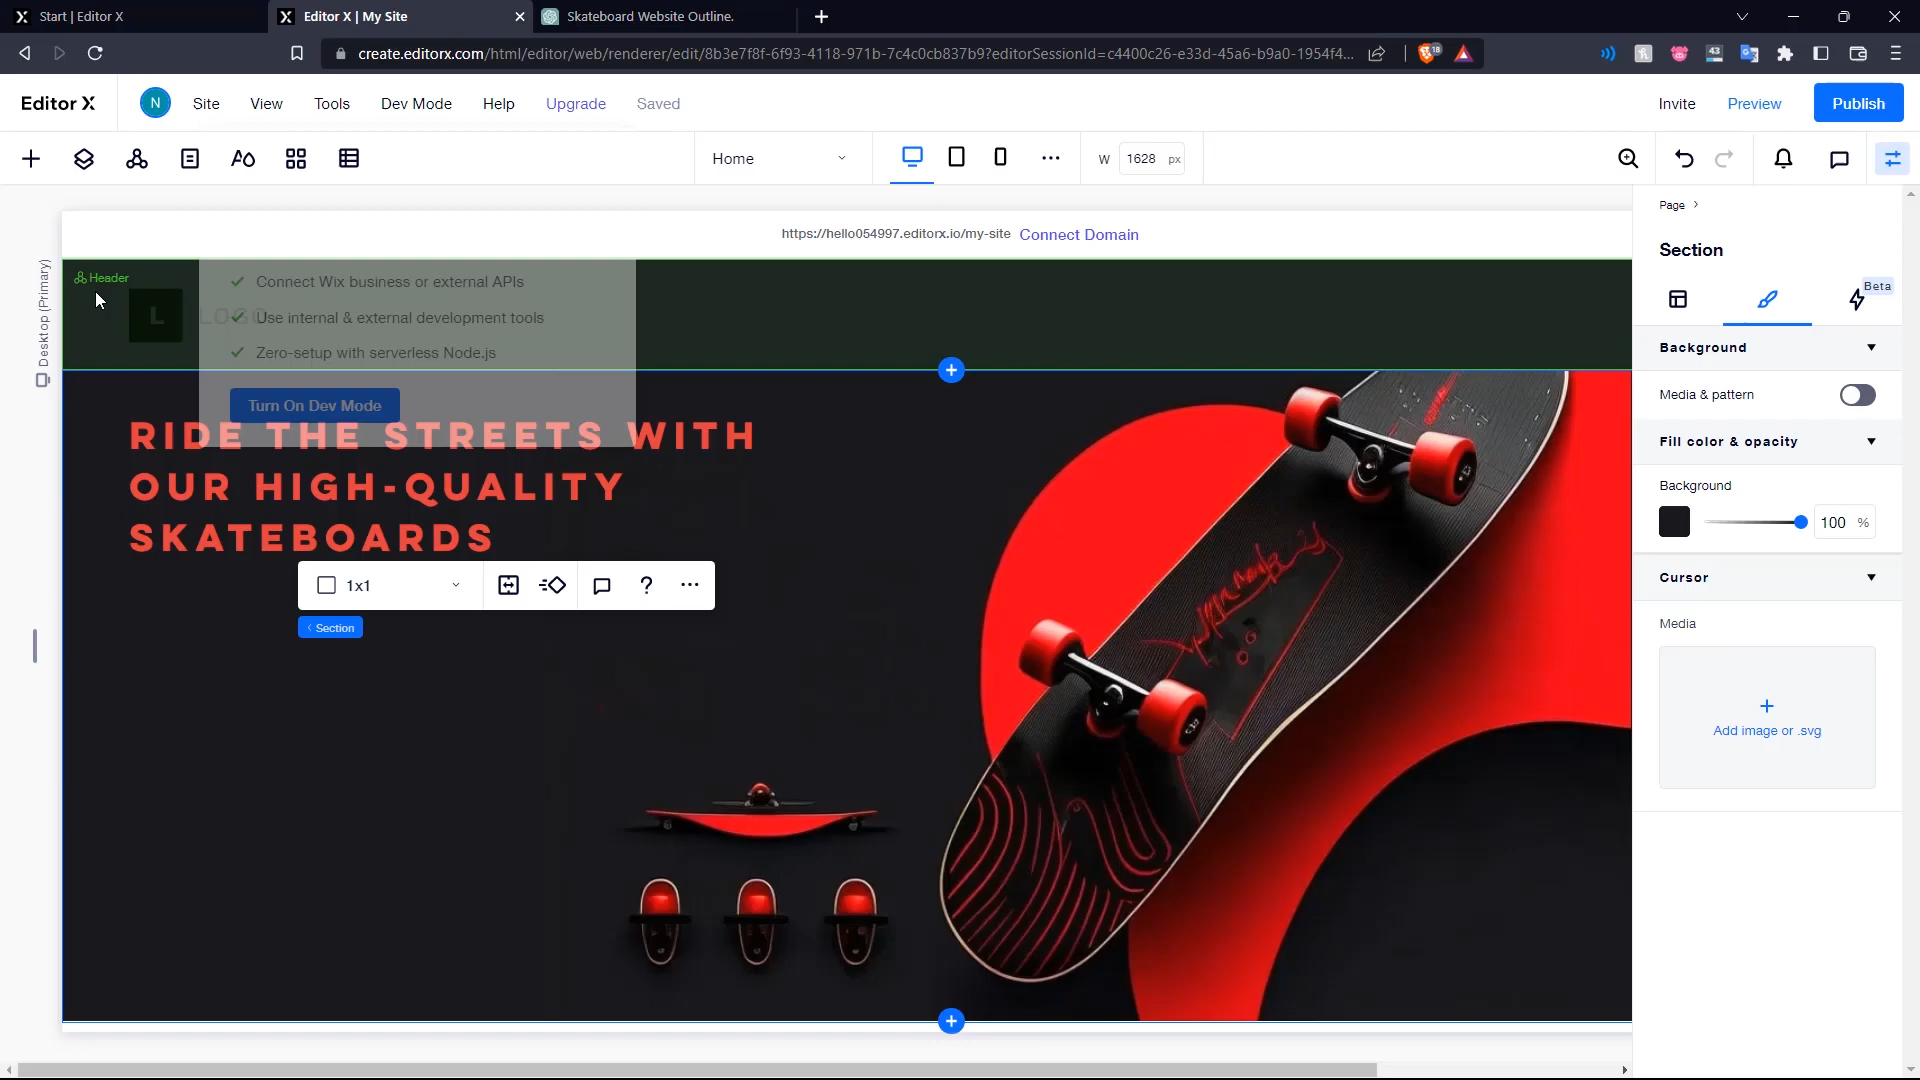 Start | Editor X
Editor X | My Site
Skateboard Website Outline.
create.editorx.com/html/editor/web/renderer/edit/8b3e7f8f-6f93-4118-971b-7c4c0cb837b9?editorSessionId=c4400c26-e33d-45a6-b9a0-1954f4...
18
43
Editor X
N
Site
View
Tools
Dev Mode
Help
Upgrade
Saved
Invite
Preview
Publish
Home
W
1628
px
Page
Section
Beta
https://hello054997.editorx.io/my-site Connect Domain
Desktop (Primary)
Header
L
LOGO
Connect Wix business or external APIs
Use internal & external development tools
Zero-setup with serverless Node.js
Turn On Dev Mode
RIDE THE STREETS WITH
OUR HIGH-QUALITY
SKATEBOARDS
1x1
?
Section
Background
Media & pattern
Fill color & opacity
Background
100
%
Cursor
Media
Add image or .svg